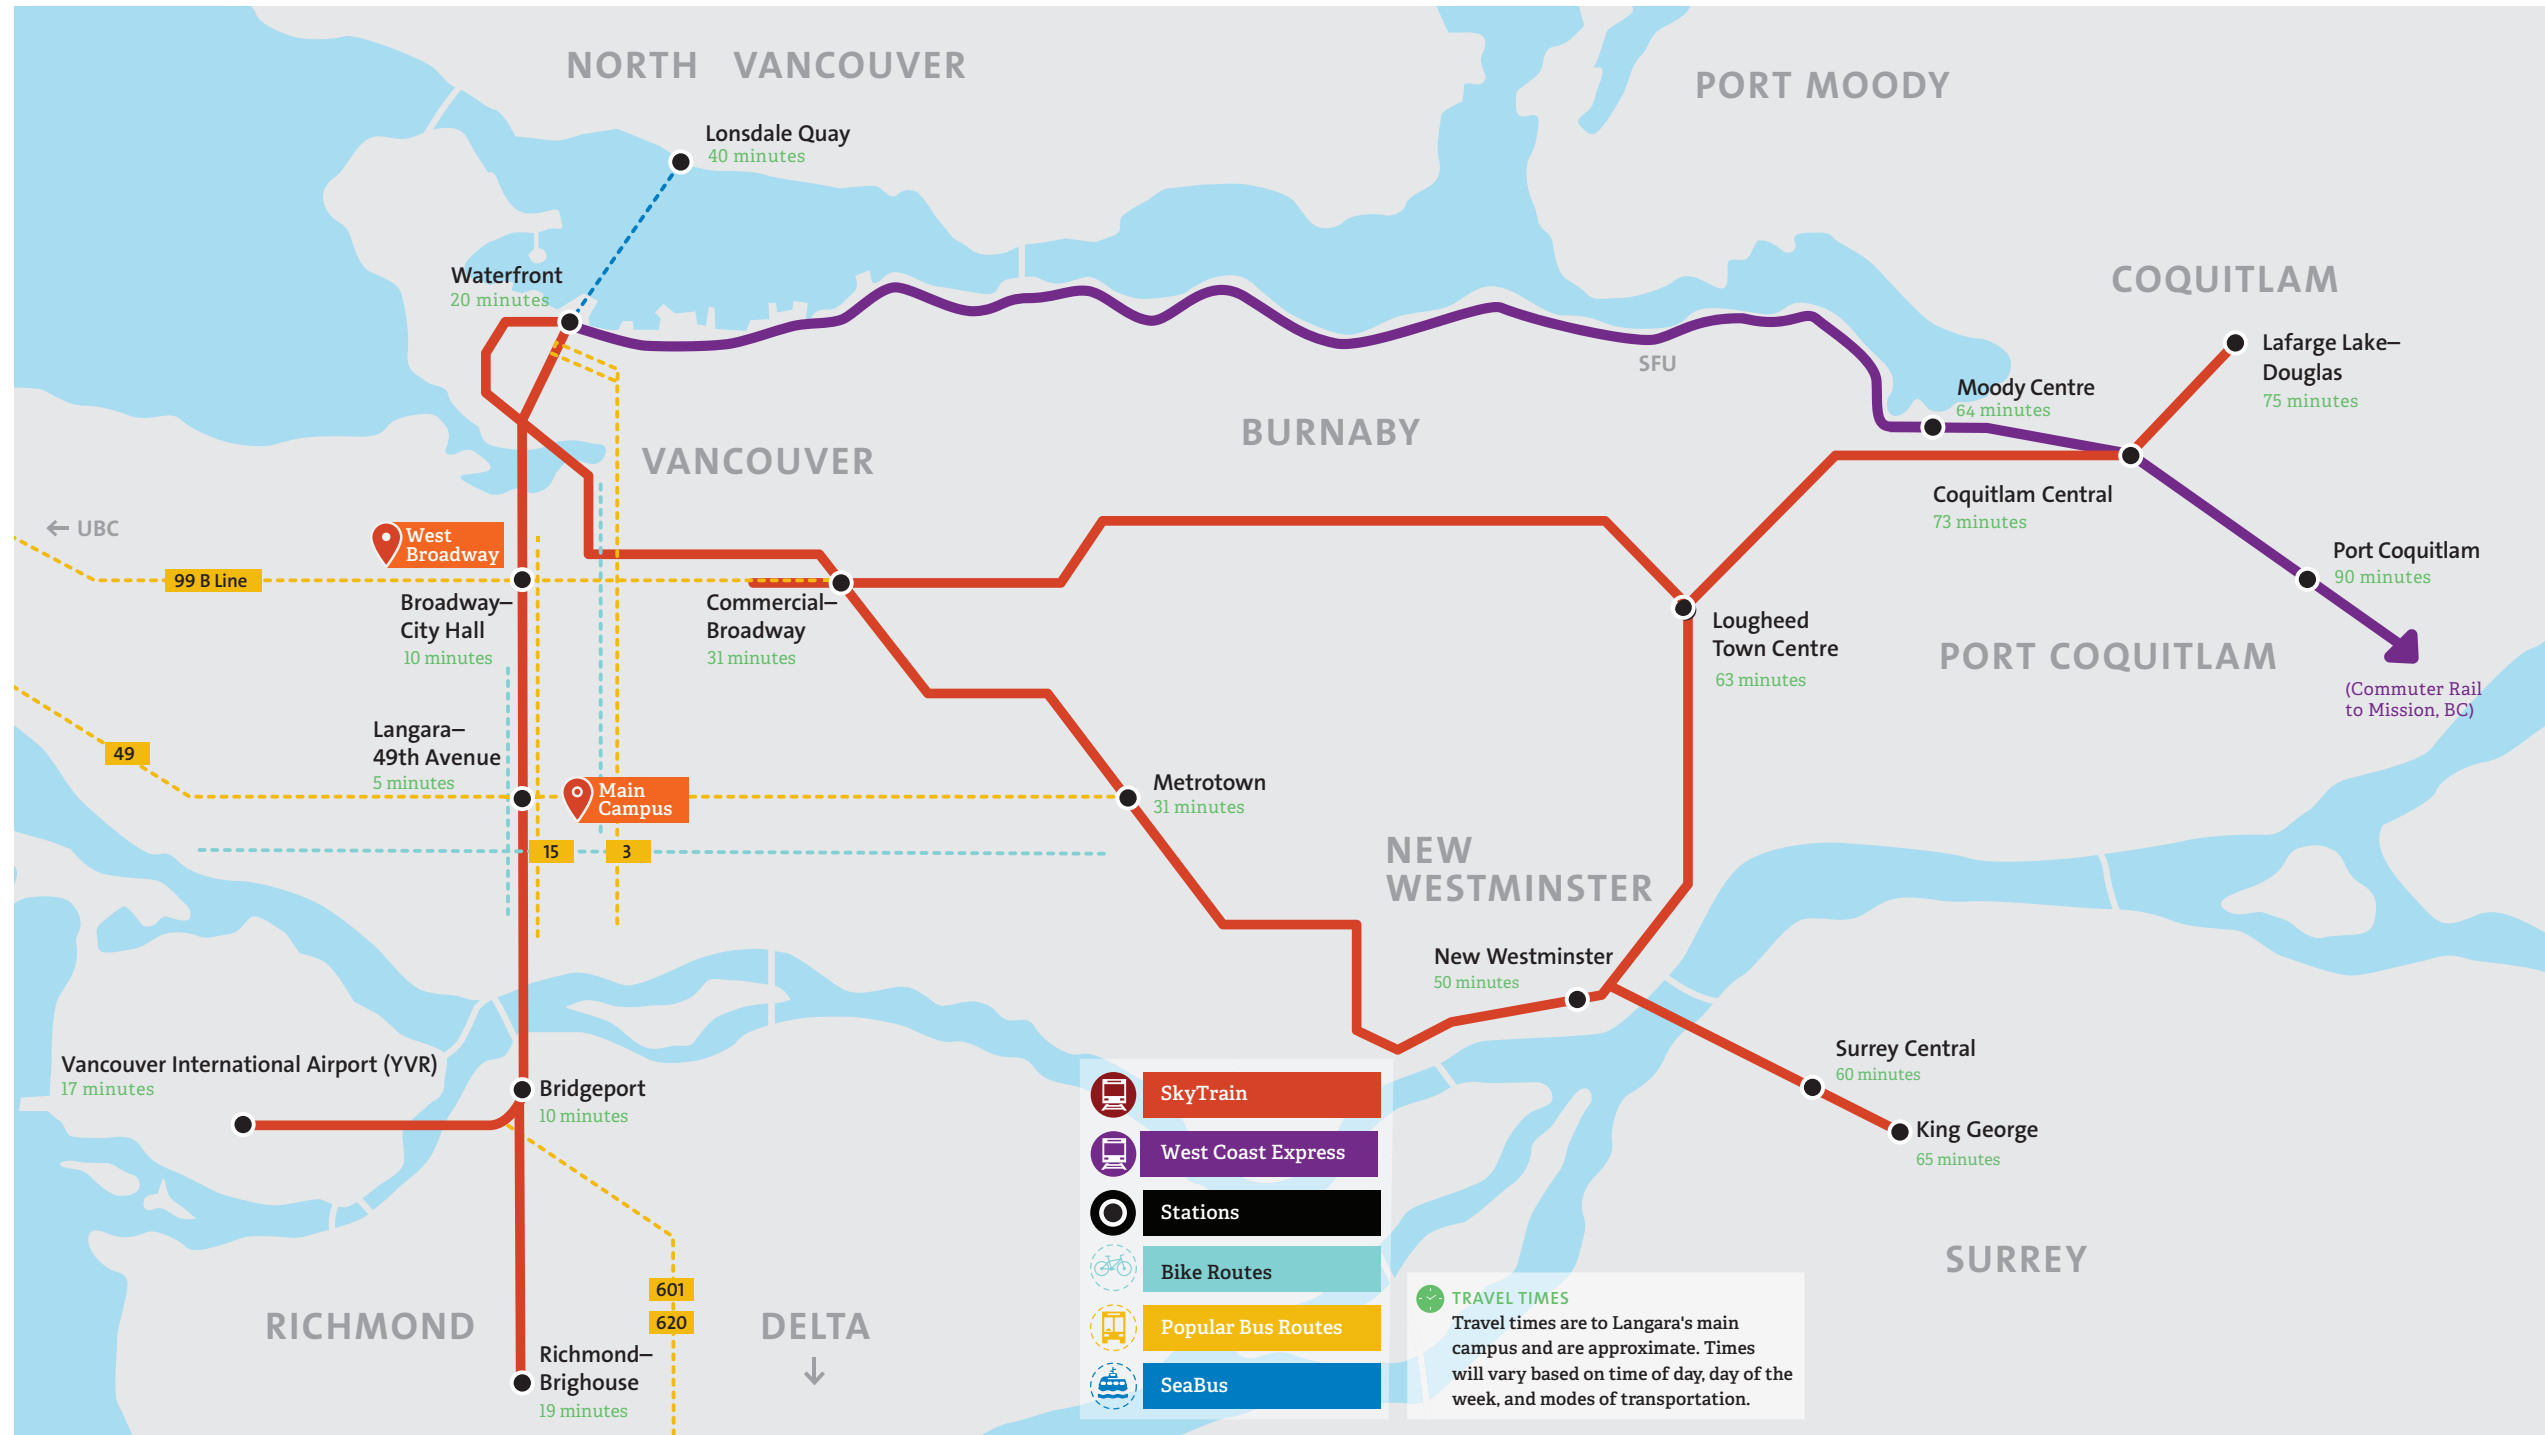 NORTH VANCOUVER
PORT MOODY
Lonsdale Quay
40 minutes
Waterfront
20 minutes
COQUITLAM
Lafarge Lake–
Douglas
75 minutes
SFU
Moody Centre
64 minutes
BURNABY
VANCOUVER
Coquitlam Central
73 minutes
← UBC
West
Broadway
99 B Line
Port Coquitlam
90 minutes
Broadway–
City Hall
10 minutes
Commercial–
Broadway
31 minutes
Lougheed
Town Centre
63 minutes
PORT COQUITLAM
(Commuter Rail
to Mission, BC)
Langara–
49th Avenue
5 minutes
49
Main
Campus
Metrotown
31 minutes
15
3
NEW
WESTMINSTER
New Westminster
50 minutes
Vancouver International Airport (YVR)
17 minutes
Bridgeport
10 minutes
Surrey Central
60 minutes
King George
65 minutes
SURREY
601
620
RICHMOND
DELTA
↓
Richmond–
Brighouse
19 minutes
SkyTrain
West Coast Express
Stations
Bike Routes
Popular Bus Routes
SeaBus
TRAVEL TIMES
Travel times are to Langara's main
campus and are approximate. Times
will vary based on time of day, day of the
week, and modes of transportation.